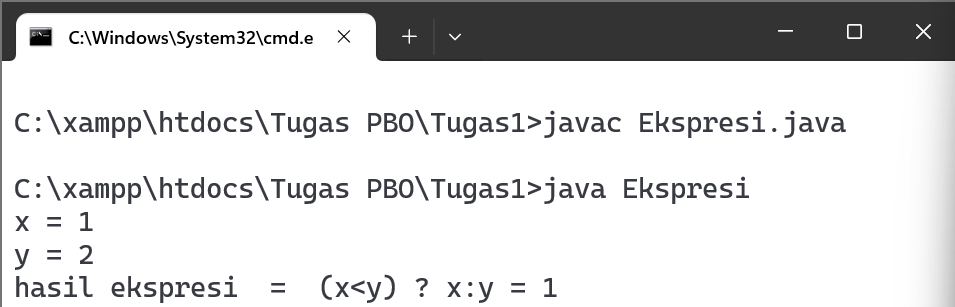 C:\Windows\System32\cmd.e
C:\xampp\htdocs\Tugas PBO\Tugas1>javac Ekspresi.java
C:\xampp\htdocs\Tugas PBO\Tugas1>java Ekspresi
x = 1
y = 2
hasil ekspresi  =  (x<y) ? x:y = 1